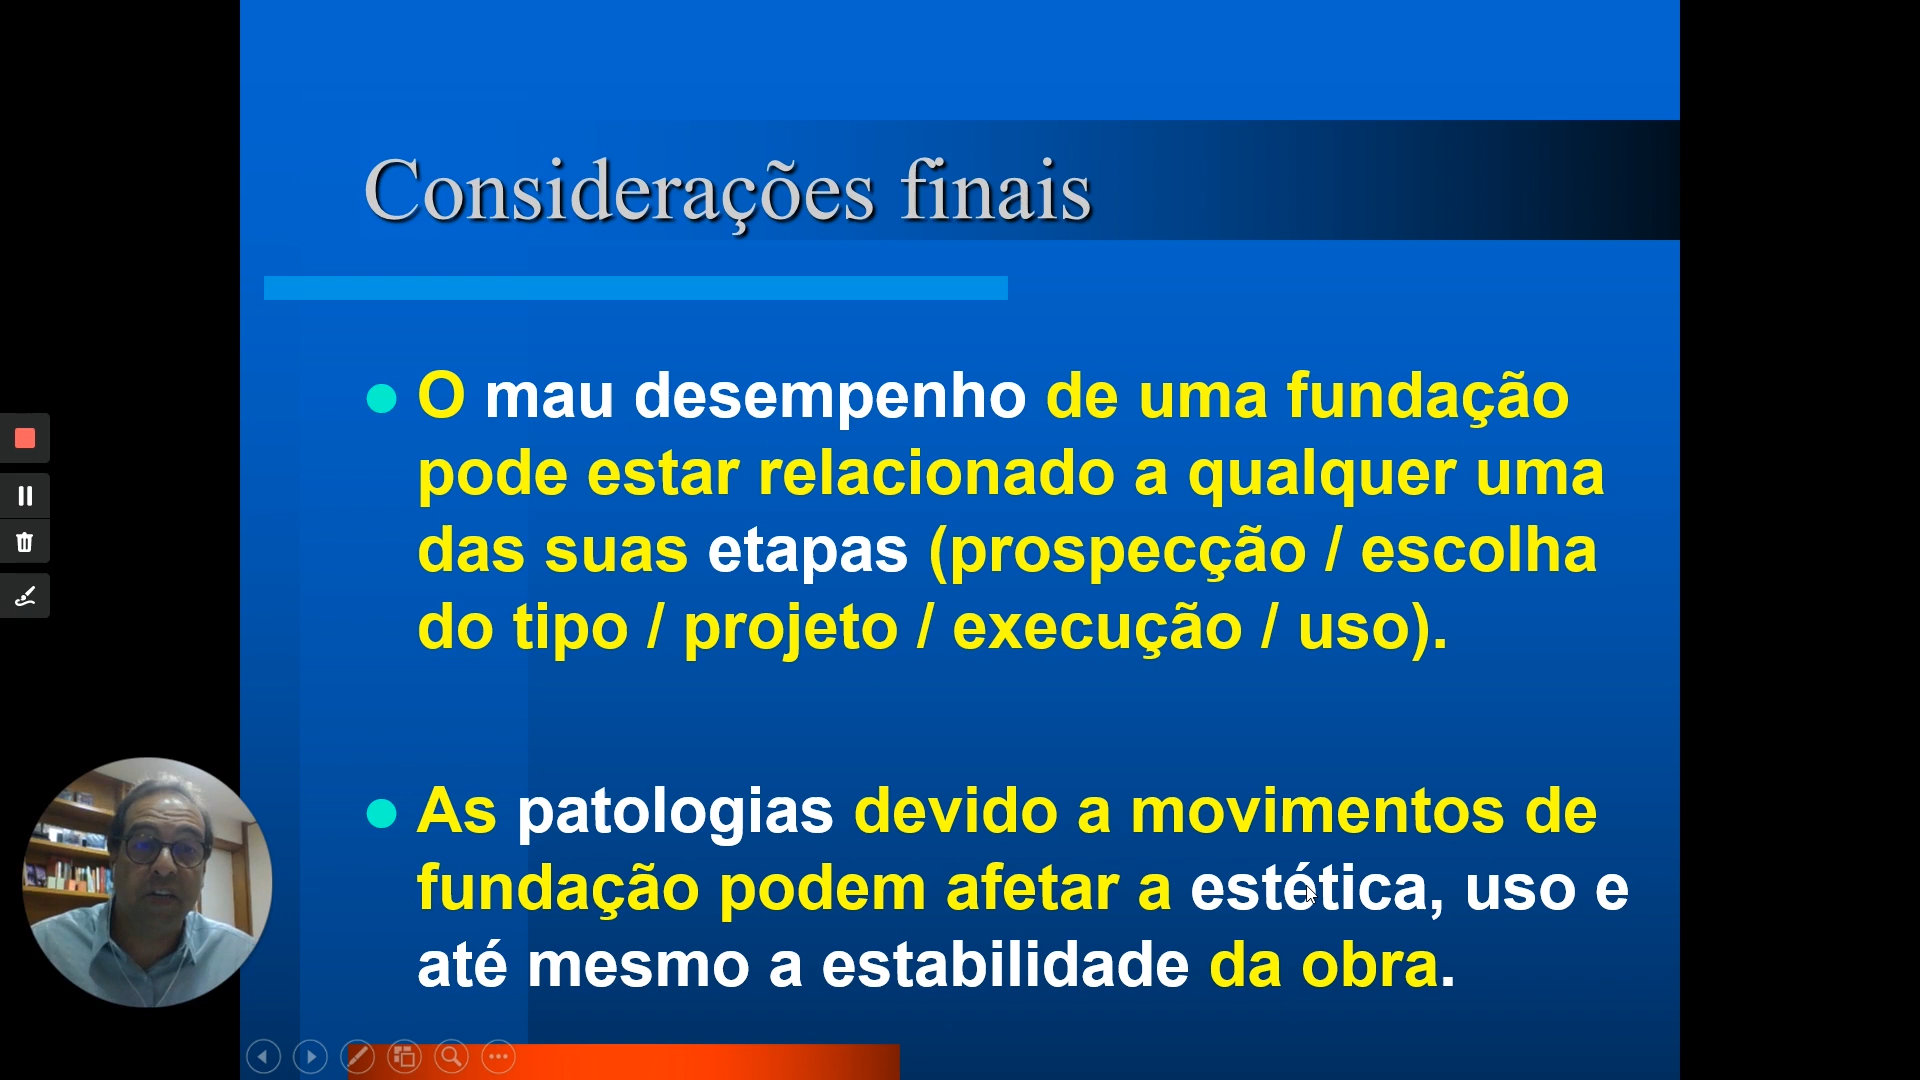 Considerações finais
O mau desempenho de uma fundação
pode estar relacionado a qualquer uma
das suas etapas (prospecção / escolha
do tipo / projeto / execução / uso).
As patologias devido a movimentos de
fundação podem afetar a estética, uso e
até mesmo a estabilidade da obra.